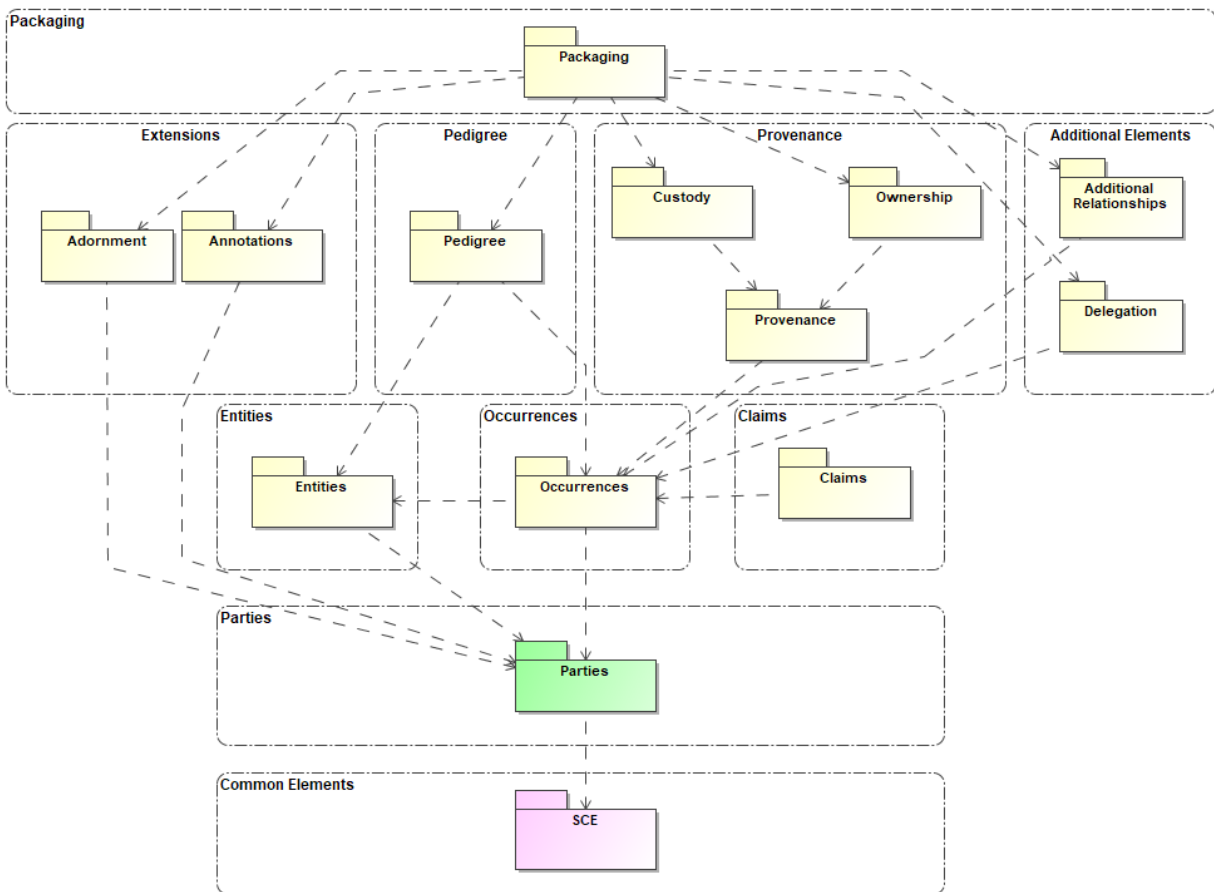 Packaging
Packaging
Extensions
Pedigree
Provenance
Additional Elements
Custody
Ownership
Additional
Relationships
Adornment
Annotations
Pedigree
Provenance
Delegation
Entities
Occurrences
Claims
Entities
Occurrences
Claims
Parties
Parties
Common Elements
SCE